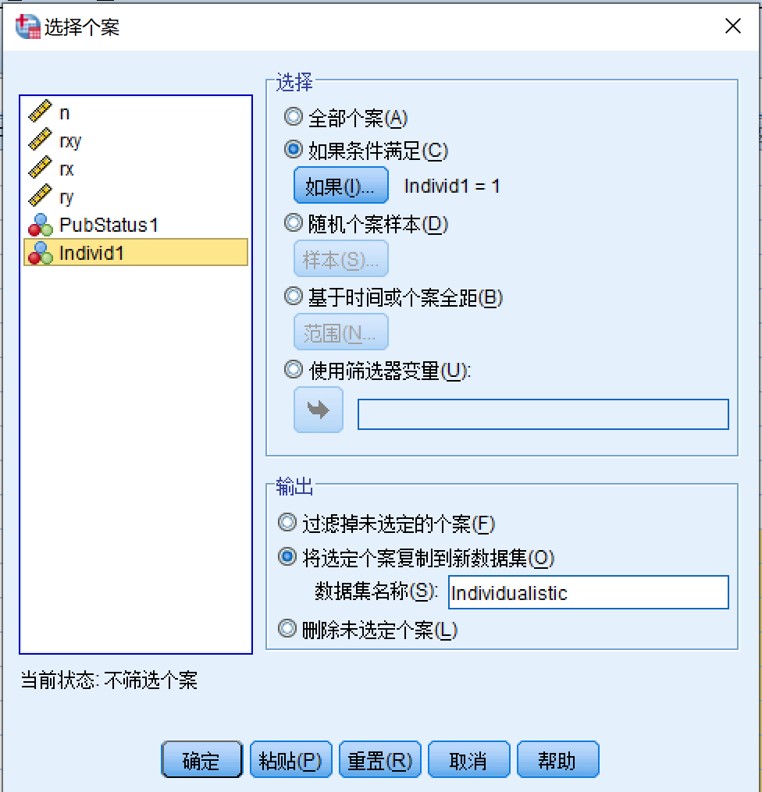 选择个案
n
rxy
rx
ry
PubStatus1
Individ1
选择
全部个案(A)
如果条件满足(C)
如果(I)... Individ1 = 1
随机个案样本(D)
样本(S)...
基于时间或个案全距(B)
范围(N...
使用筛选器变量(U):
输出
过滤掉未选定的个案(F)
将选定个案复制到新数据集(O)
数据集名称(S): Individualistic
删除未选定个案(L)
当前状态: 不筛选个案
确定 粘贴(P) 重置(R) 取消 帮助